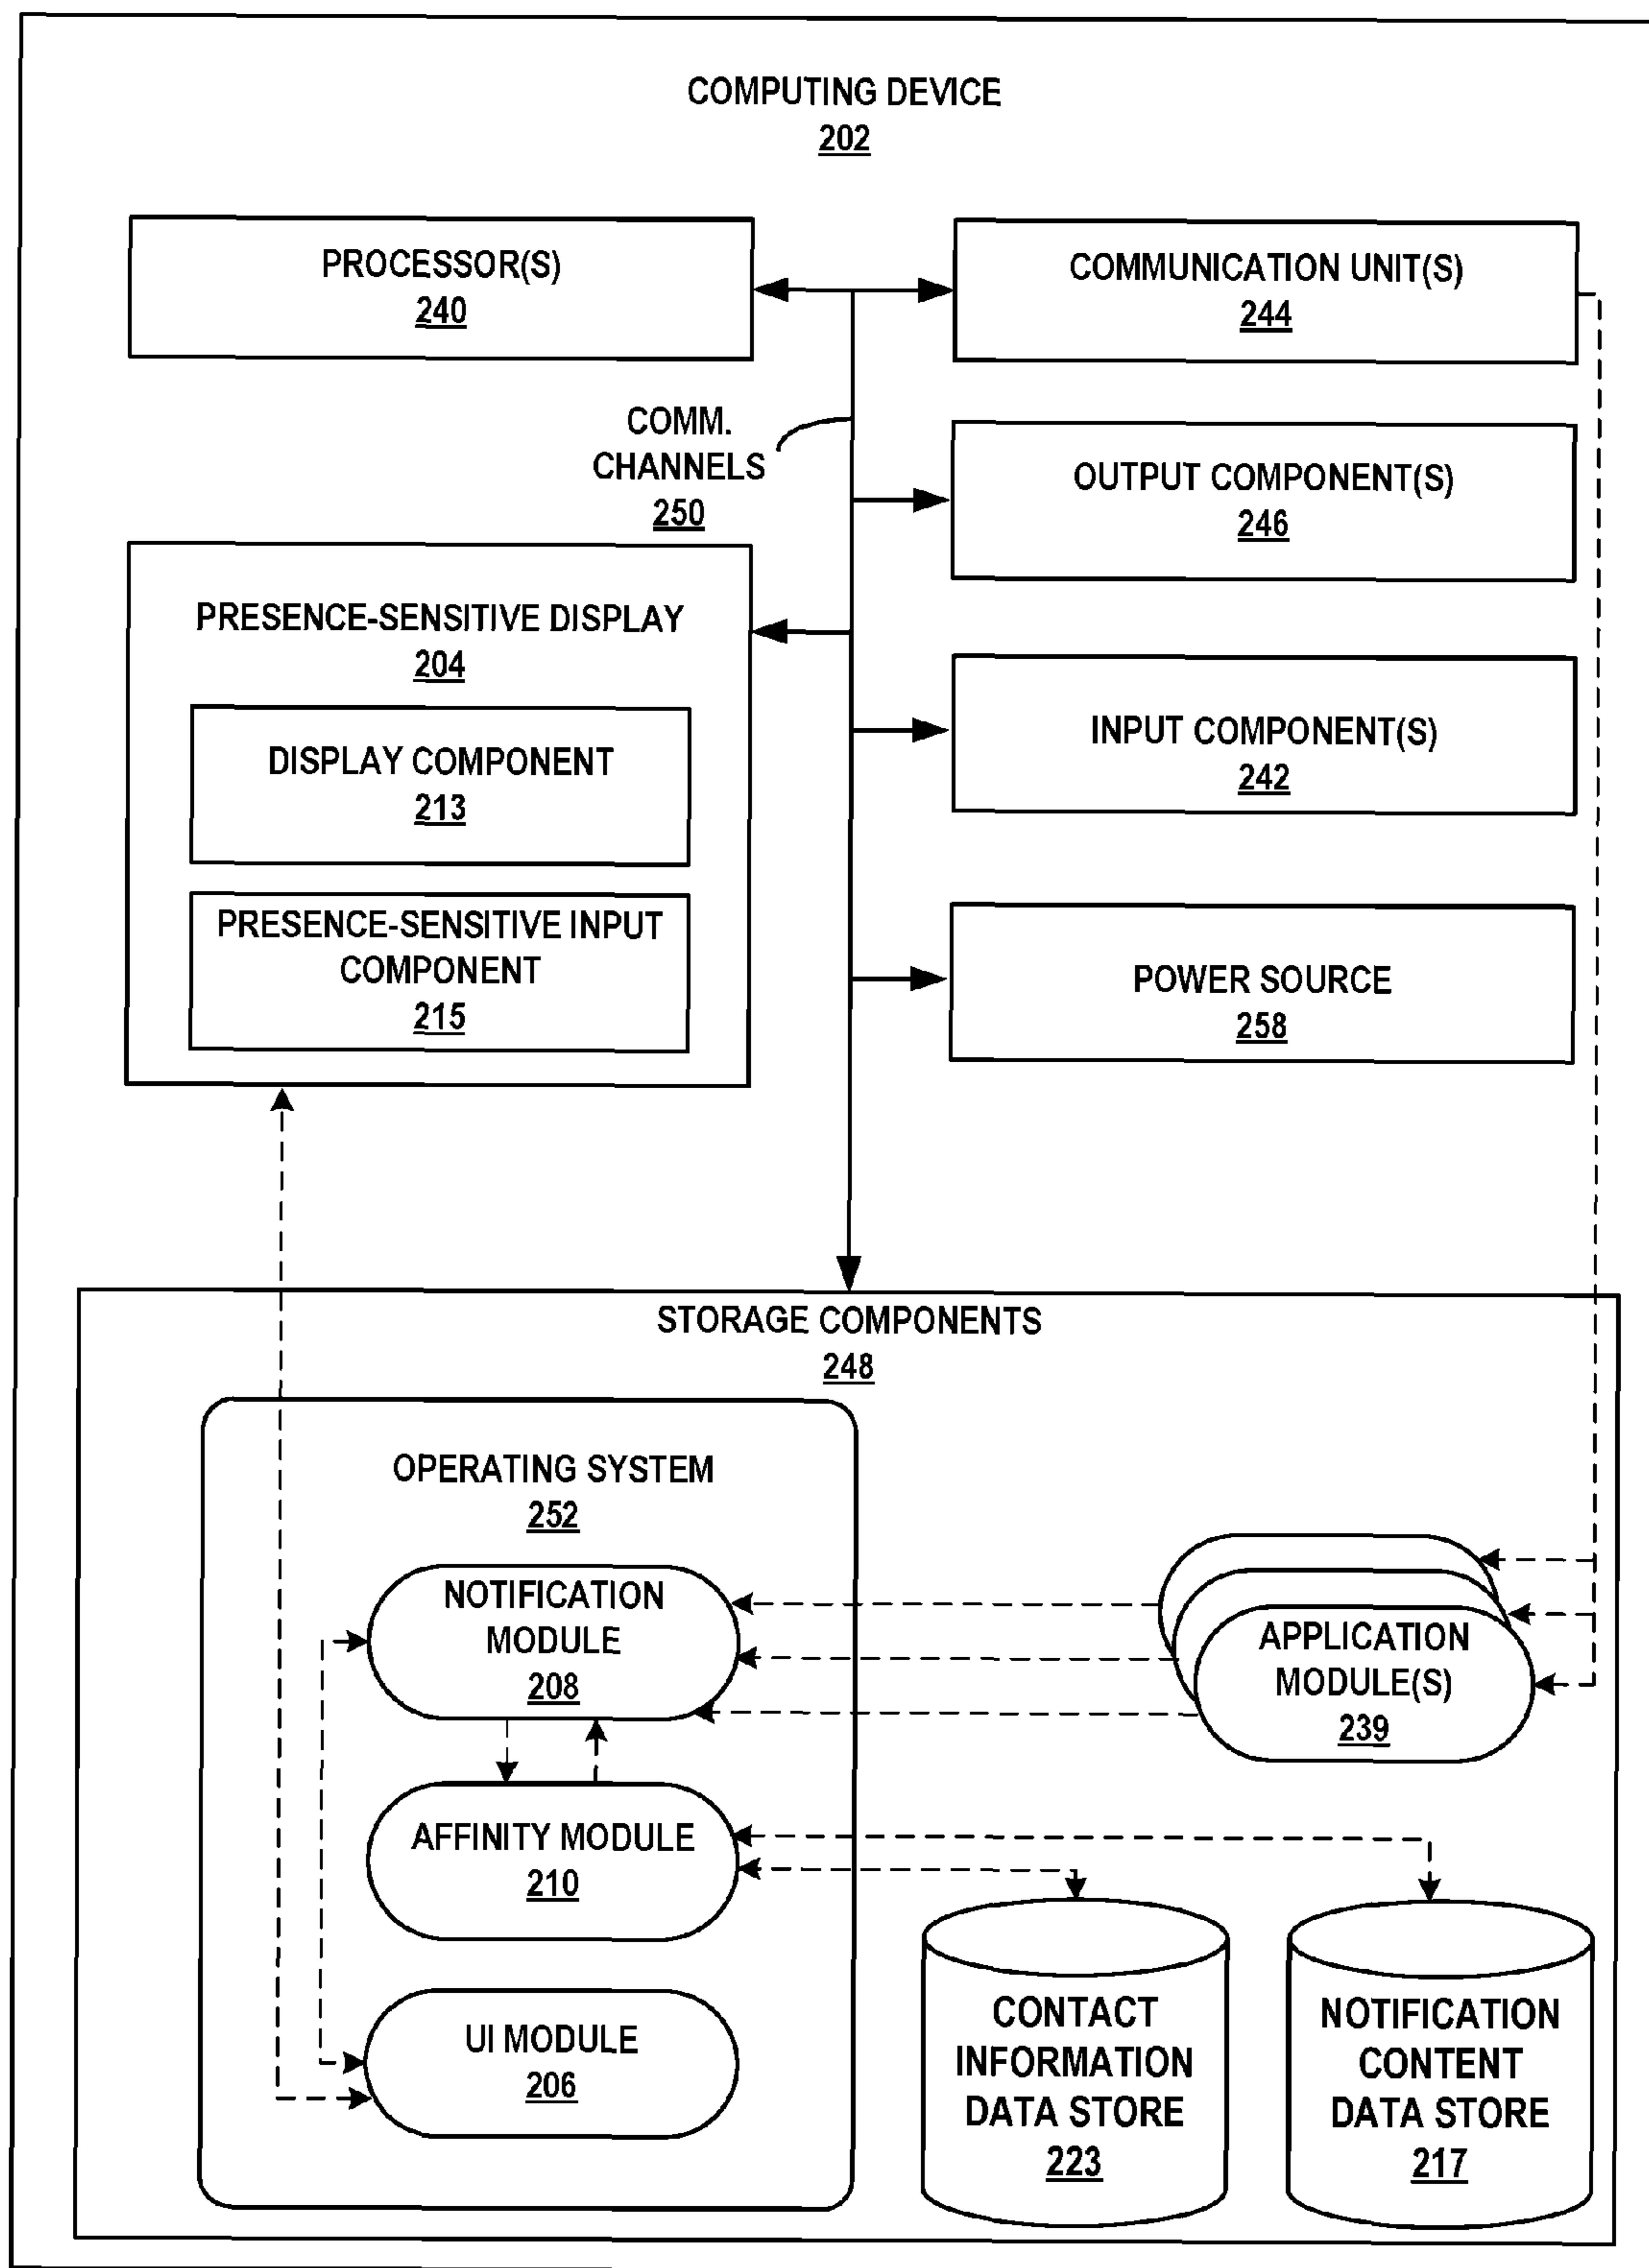 COMPUTING DEVICE
202
PROCESSOR(S)
240
COMMUNICATION UNIT(S)
244
COMM.
CHANNELS
250
OUTPUT COMPONENT(S)
246
PRESENCE-SENSITIVE DISPLAY
204
DISPLAY COMPONENT
213
PRESENCE-SENSITIVE INPUT
COMPONENT
215
INPUT COMPONENT(S)
242
POWER SOURCE
258
STORAGE COMPONENTS
248
OPERATING SYSTEM
252
NOTIFICATION
MODULE
208
APPLICATION
MODULE(S)
239
AFFINITY MODULE
210
UI MODULE
206
CONTACT
INFORMATION
DATA STORE
223
NOTIFICATION
CONTENT
DATA STORE
217